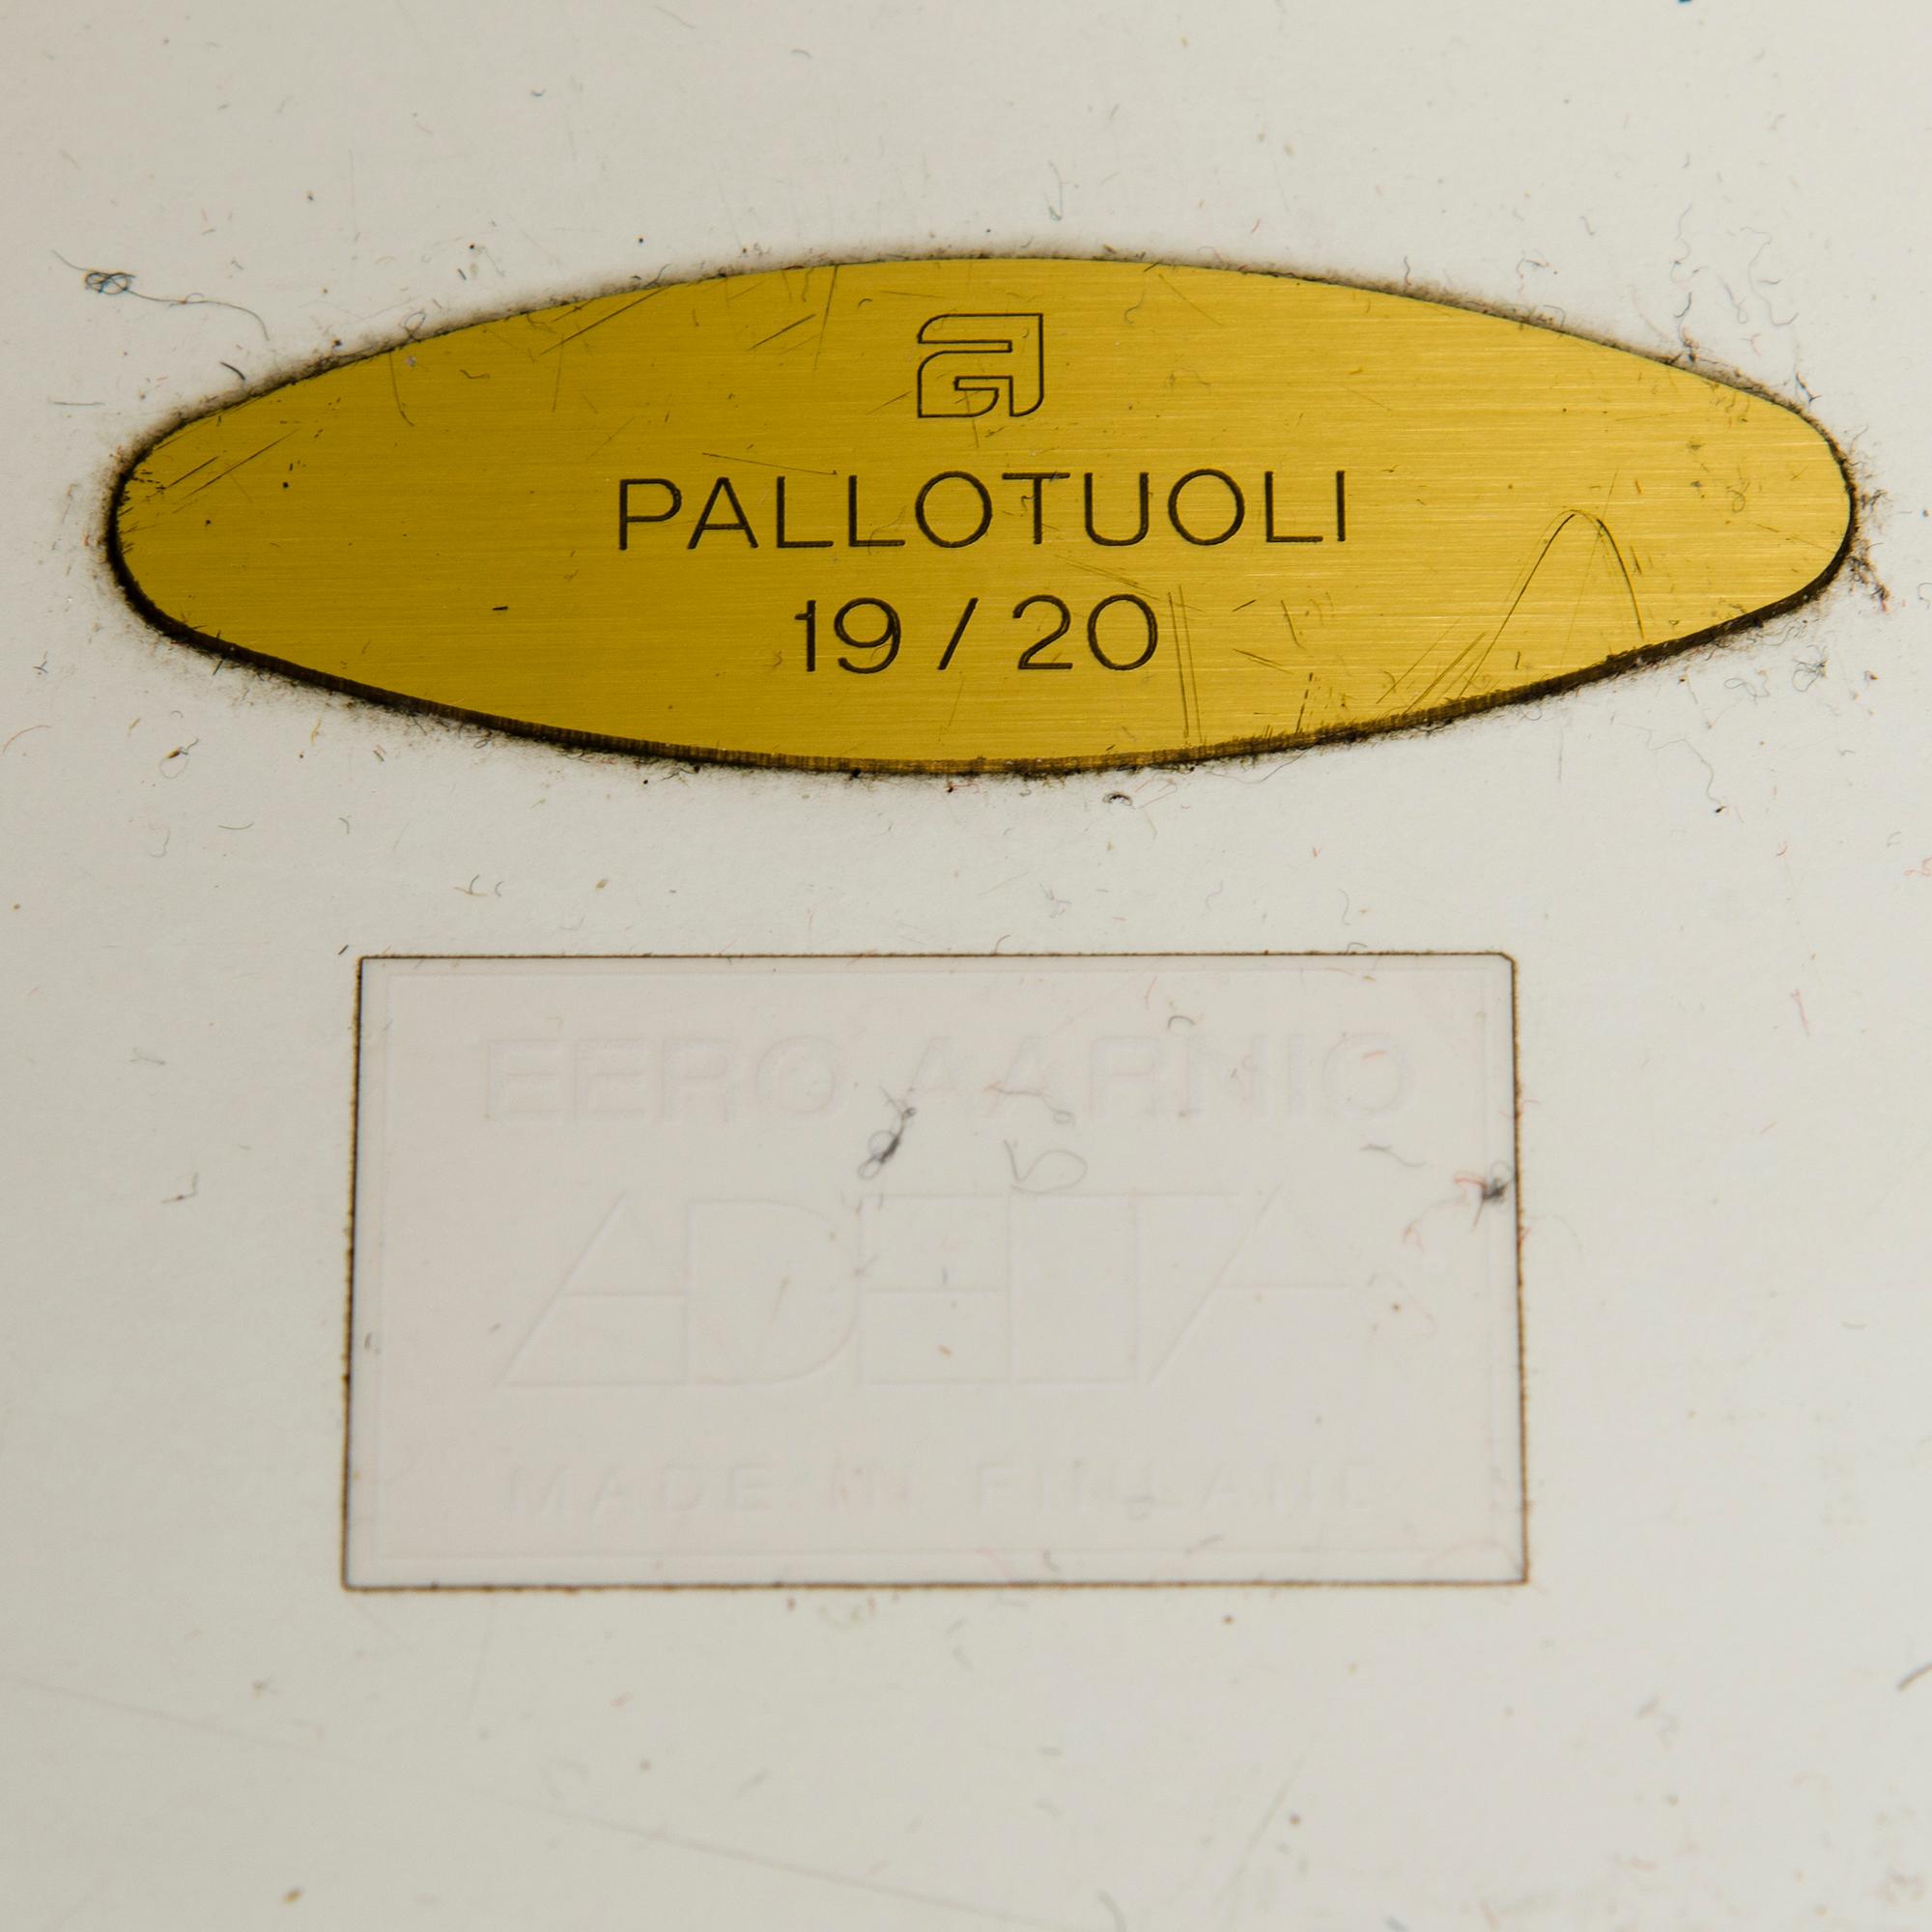 a
PALLOTUOLI
19 / 20
EERO AARNIO
ADELTA
MADE IN FINLAND